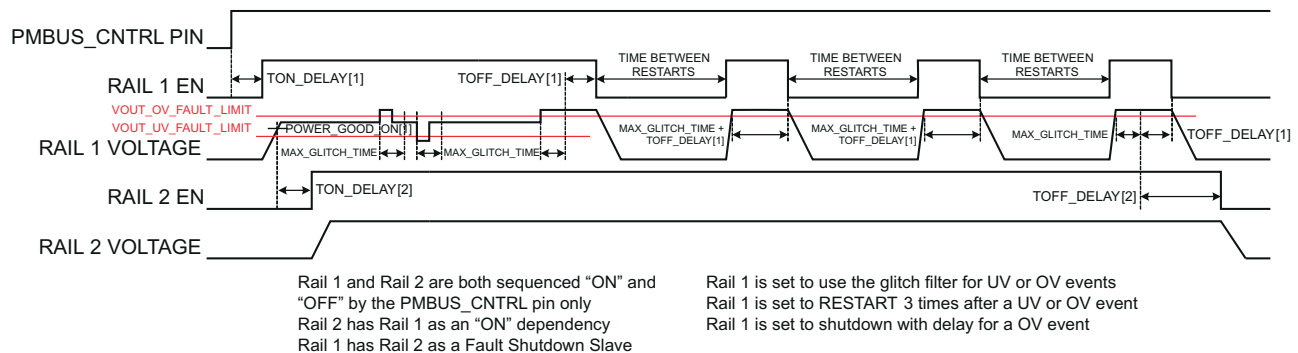 PMBUS_CNTRL PIN
RAIL 1 EN
TON_DELAY[1]
TOFF_DELAY[1]
TIME BETWEEN
RESTARTS
TIME BETWEEN
RESTARTS
TIME BETWEEN
RESTARTS
VOUT_OV_FAULT_LIMIT
VOUT_UV_FAULT_LIMIT
POWER_GOOD_ON[1]
RAIL 1 VOLTAGE
MAX_GLITCH_TIME
MAX_GLITCH_TIME
MAX_GLITCH_TIME +
TOFF_DELAY[1]
MAX_GLITCH_TIME +
TOFF_DELAY[1]
MAX_GLITCH_TIME
TOFF_DELAY[1]
RAIL 2 EN
TON_DELAY[2]
TOFF_DELAY[2]
RAIL 2 VOLTAGE
Rail 1 and Rail 2 are both sequenced “ON” and
“OFF” by the PMBUS_CNTRL pin only
Rail 2 has Rail 1 as an “ON” dependency
Rail 1 has Rail 2 as a Fault Shutdown Slave
Rail 1 is set to use the glitch filter for UV or OV events
Rail 1 is set to RESTART 3 times after a UV or OV event
Rail 1 is set to shutdown with delay for a OV event